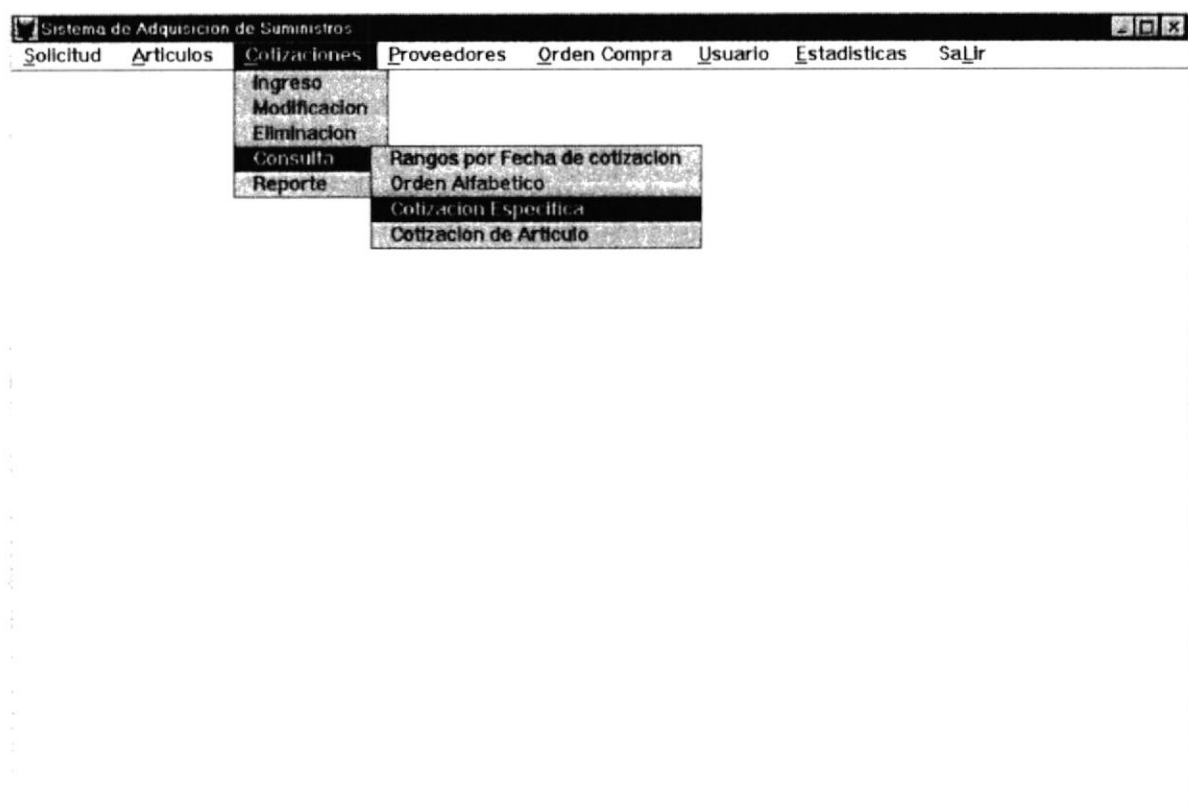 Sistema de Adquisicion de Suministros
Solicitud Articulos Cotizaciones Proveedores Orden Compra Usuario Estadisticas SaLir
Ingreso
Modificacion
Eliminacion
Consulta
Reporte
Rangos por Fecha de cotizacion
Orden Alfabetico
Cotizacion Especifica
Cotizacion de Articulo